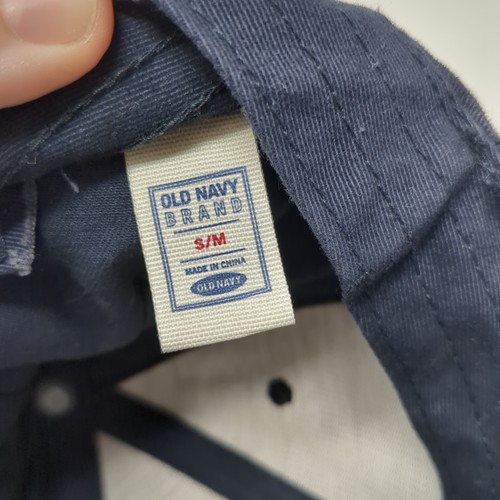 OLD NAVY
BRAND
S/M
MADE IN CHINA
OLD NAVY